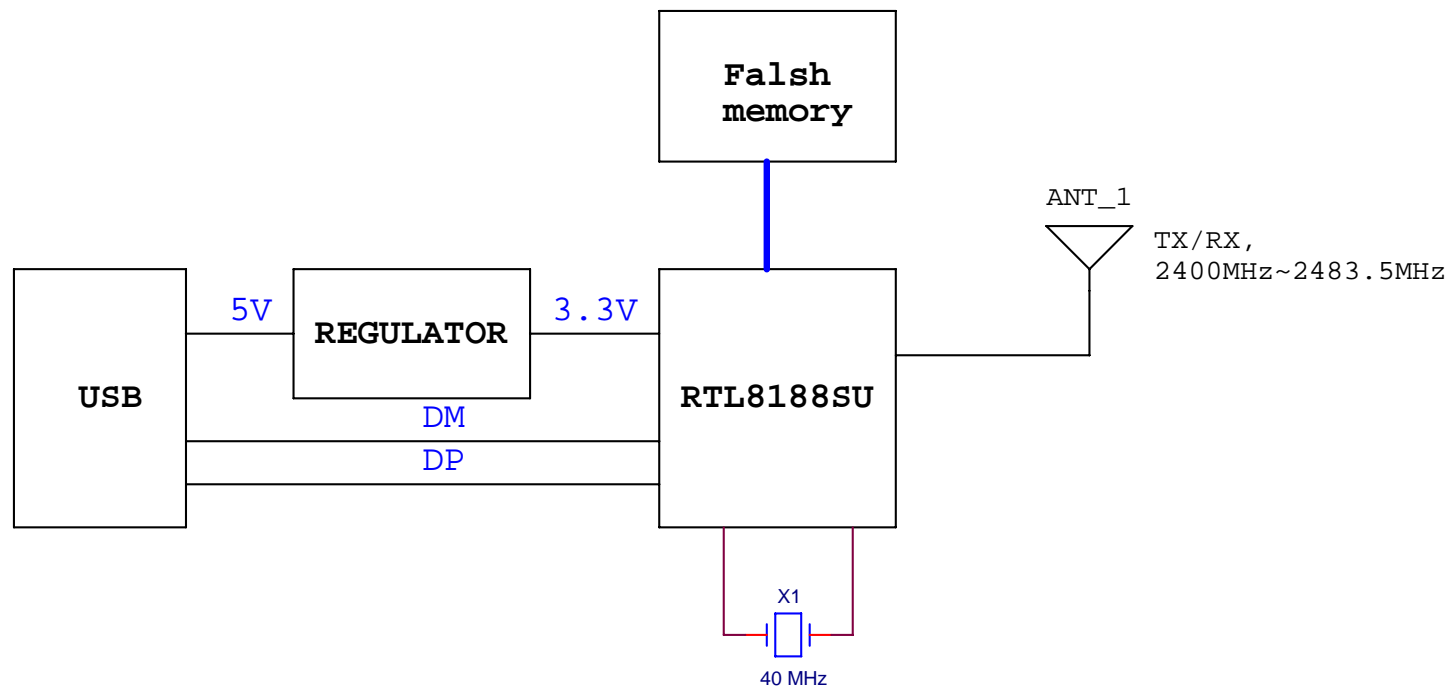 Falsh
memory
ANT_1
TX/RX,
2400MHz~2483.5MHz
5V
REGULATOR
3.3V
USB
RTL8188SU
DM
DP
X1
40 MHz